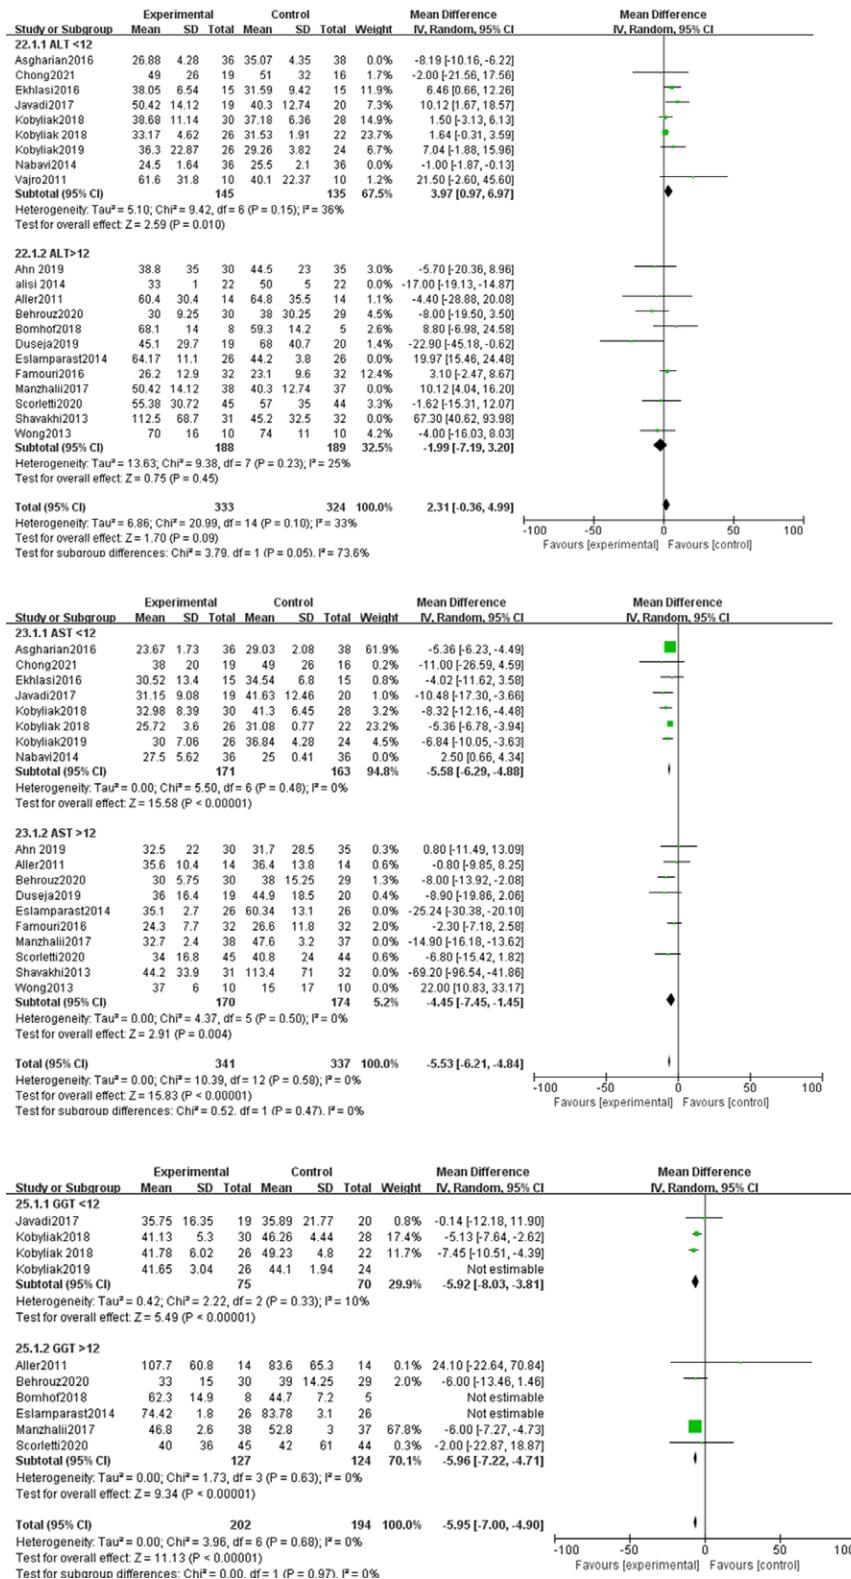 Experimental Control Mean Difference Mean Difference
Study or Subgroup Mean SD Total Mean SD Total Weight IV, Random, 95% CI IV, Random, 95% CI
22.1.1 ALT <12
Asgharian2016 26.88 4.28 36 35.07 4.35 38 0.0% -8.19 [-10.16, -6.22]
Chong2021 49 26 19 51 32 16 1.7% -2.00 [-21.56, 17.56]
Ekhlasi2016 38.05 6.54 15 31.59 9.42 15 11.9% 6.46 [0.66, 12.26]
Javadi2017 50.42 14.12 19 40.3 12.74 20 7.3% 10.12 [1.67, 18.57]
Kobyliak2018 38.68 11.14 30 37.18 6.36 28 14.9% 1.50 [-3.13, 6.13]
Kobyliak 2018 33.17 4.62 26 31.53 1.91 22 23.7% 1.64 [-0.31, 3.59]
Kobyliak2019 36.3 22.87 26 29.26 3.82 24 6.7% 7.04 [-1.88, 15.96]
Nabavi2014 24.5 1.64 36 25.5 2.1 36 0.0% -1.00 [-1.87, -0.13]
Vajro2011 61.6 31.8 10 40.1 22.37 10 1.1% 21.50 [-2.60, 45.60]
Subtotal (95% CI) 145 135 67.5% 3.97 [0.97, 6.97]
Heterogeneity: Tau² = 5.10; Chi² = 9.42, df = 6 (P = 0.15); I² = 36%
Test for overall effect: Z = 2.59 (P = 0.010)
22.1.2 ALT>12
Ahn 2019 38.8 35 30 44.5 23 35 3.0% -5.70 [-20.36, 8.96]
alisi 2014 33 1 22 50 5 22 0.0% -17.00 [-19.13, -14.87]
Aller2011 60.4 30.4 14 64.8 35.5 14 1.1% -4.40 [-28.88, 20.08]
Behrouz2020 30 9.25 30 38 30.25 29 4.5% -8.00 [-19.50, 3.50]
Bomhof2018 68.1 14 8 59.3 14.2 5 2.6% 8.80 [-6.98, 24.58]
Duseja2019 45.1 29.7 19 68 40.7 20 1.4% -22.90 [-45.18, -0.62]
Eslamparast2014 64.17 11.1 26 44.2 3.8 26 0.0% 19.97 [15.46, 24.48]
Famouri2016 26.2 12.9 32 23.1 9.6 32 12.4% 3.10 [-2.47, 8.67]
Manzhalii2017 50.42 14.12 38 40.3 12.74 37 0.0% 10.12 [4.04, 16.20]
Scorletti2020 55.38 30.72 45 57 35 44 3.3% -1.62 [-15.31, 12.07]
Shavakhi2013 112.5 68.7 31 45.2 32.5 32 0.0% 67.30 [40.62, 93.98]
Wong2013 70 16 10 74 11 10 4.2% -4.00 [-16.03, 8.03]
Subtotal (95% CI) 188 189 32.5% -1.99 [-7.19, 3.20]
Heterogeneity: Tau² = 13.63; Chi² = 9.38, df = 7 (P = 0.23); I² = 25%
Test for overall effect: Z = 0.75 (P = 0.45)
Total (95% CI) 333 324 100.0% 2.31 [-0.36, 4.99]
Heterogeneity: Tau² = 6.86; Chi² = 20.99, df = 14 (P = 0.10); I² = 33%
Test for overall effect: Z = 1.70 (P = 0.09)
Test for subgroup differences: Chi² = 3.79, df = 1 (P = 0.05), I² = 73.6%
-100 -50 0 50 100
Favours [experimental] Favours [control]
Experimental Control Mean Difference Mean Difference
Study or Subgroup Mean SD Total Mean SD Total Weight IV, Random, 95% CI IV, Random, 95% CI
23.1.1 AST <12
Asgharian2016 23.67 1.73 36 29.03 2.08 38 61.9% -5.36 [-6.23, -4.49]
Chong2021 38 20 19 49 26 16 0.2% -11.00 [-26.59, 4.59]
Ekhlasi2016 30.52 13.4 15 34.54 6.8 15 0.8% -4.02 [-11.62, 3.58]
Javadi2017 31.15 9.08 19 41.63 12.46 20 1.0% -10.48 [-17.30, -3.66]
Kobyliak2018 32.98 8.39 30 41.3 6.45 28 3.2% -8.32 [-12.16, -4.48]
Kobyliak 2018 25.72 3.6 26 31.08 0.77 22 23.2% -5.36 [-6.78, -3.94]
Kobyliak2019 30 7.06 26 36.84 4.28 24 4.5% -6.84 [-10.05, -3.63]
Nabavi2014 27.5 5.62 36 25 0.41 36 0.0% 2.50 [0.66, 4.34]
Subtotal (95% CI) 171 163 94.8% -5.58 [-6.29, -4.88]
Heterogeneity: Tau² = 0.00; Chi² = 5.50, df = 6 (P = 0.48); I² = 0%
Test for overall effect: Z = 15.58 (P < 0.00001)
23.1.2 AST >12
Ahn 2019 32.5 22 30 31.7 28.5 35 0.3% 0.80 [-11.49, 13.09]
Aller2011 35.6 10.4 14 36.4 13.8 14 0.6% -0.80 [-9.85, 8.25]
Behrouz2020 30 5.75 30 38 15.25 29 1.3% -8.00 [-13.92, -2.08]
Duseja2019 36 16.4 19 44.9 18.5 20 0.4% -8.90 [-19.86, 2.06]
Eslamparast2014 35.1 2.7 26 60.34 13.1 26 0.0% -25.24 [-30.38, -20.10]
Famouri2016 24.3 7.7 32 26.6 11.8 32 2.0% -2.30 [-7.18, 2.58]
Manzhalii2017 32.7 2.4 38 47.6 3.2 37 0.0% -14.90 [-16.18, -13.62]
Scorletti2020 34 16.8 45 40.8 24 44 0.6% -6.80 [-15.42, 1.82]
Shavakhi2013 44.2 33.9 31 113.4 71 32 0.0% -69.20 [-96.54, -41.86]
Wong2013 37 6 10 15 17 10 0.0% 22.00 [10.83, 33.17]
Subtotal (95% CI) 170 174 5.2% -4.45 [-7.45, -1.45]
Heterogeneity: Tau² = 0.00; Chi² = 4.37, df = 5 (P = 0.50); I² = 0%
Test for overall effect: Z = 2.91 (P = 0.004)
Total (95% CI) 341 337 100.0% -5.53 [-6.21, -4.84]
Heterogeneity: Tau² = 0.00; Chi² = 10.39, df = 12 (P = 0.58); I² = 0%
Test for overall effect: Z = 15.83 (P < 0.00001)
Test for subgroup differences: Chi² = 0.52, df = 1 (P = 0.47), I² = 0%
-100 -50 0 50 100
Favours [experimental] Favours [control]
Experimental Control Mean Difference Mean Difference
Study or Subgroup Mean SD Total Mean SD Total Weight IV, Random, 95% CI IV, Random, 95% CI
25.1.1 GGT <12
Javadi2017 35.75 16.35 19 35.89 21.77 20 0.8% -0.14 [-12.18, 11.90]
Kobyliak2018 41.13 5.3 30 46.26 4.44 28 17.4% -5.13 [-7.64, -2.62]
Kobyliak 2018 41.78 6.02 26 49.23 4.8 22 11.7% -7.45 [-10.51, -4.39]
Kobyliak2019 41.65 3.04 26 44.1 1.94 24 Not estimable
Subtotal (95% CI) 75 70 29.9% -5.92 [-8.03, -3.81]
Heterogeneity: Tau² = 0.42; Chi² = 2.22, df = 2 (P = 0.33); I² = 10%
Test for overall effect: Z = 5.49 (P < 0.00001)
25.1.2 GGT >12
Aller2011 107.7 60.8 14 83.6 65.3 14 0.1% 24.10 [-22.64, 70.84]
Behrouz2020 33 15 30 39 14.25 29 2.0% -6.00 [-13.46, 1.46]
Bomhof2018 62.3 14.9 8 44.7 7.2 5 Not estimable
Eslamparast2014 74.42 1.8 26 83.78 3.1 26 Not estimable
Manzhalii2017 46.8 2.6 38 52.8 3 37 67.8% -6.00 [-7.27, -4.73]
Scorletti2020 40 36 45 42 61 44 0.3% -2.00 [-22.87, 18.87]
Subtotal (95% CI) 127 124 70.1% -5.96 [-7.22, -4.71]
Heterogeneity: Tau² = 0.00; Chi² = 1.73, df = 3 (P = 0.63); I² = 0%
Test for overall effect: Z = 9.34 (P < 0.00001)
Total (95% CI) 202 194 100.0% -5.95 [-7.00, -4.90]
Heterogeneity: Tau² = 0.00; Chi² = 3.96, df = 6 (P = 0.68); I² = 0%
Test for overall effect: Z = 11.13 (P < 0.00001)
Test for subgroup differences: Chi² = 0.00, df = 1 (P = 0.97), I² = 0%
-100 -50 0 50 100
Favours [experimental] Favours [control]